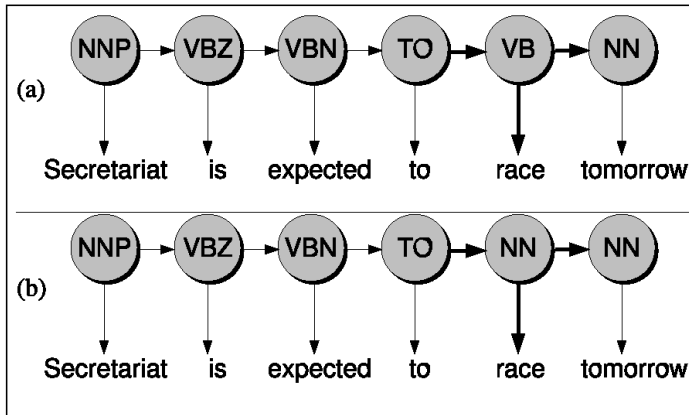 NNP VBZ VBN TO VB NN
(a)
Secretariat is expected to race tomorrow
NNP VBZ VBN TO NN NN
(b)
Secretariat is expected to race tomorrow